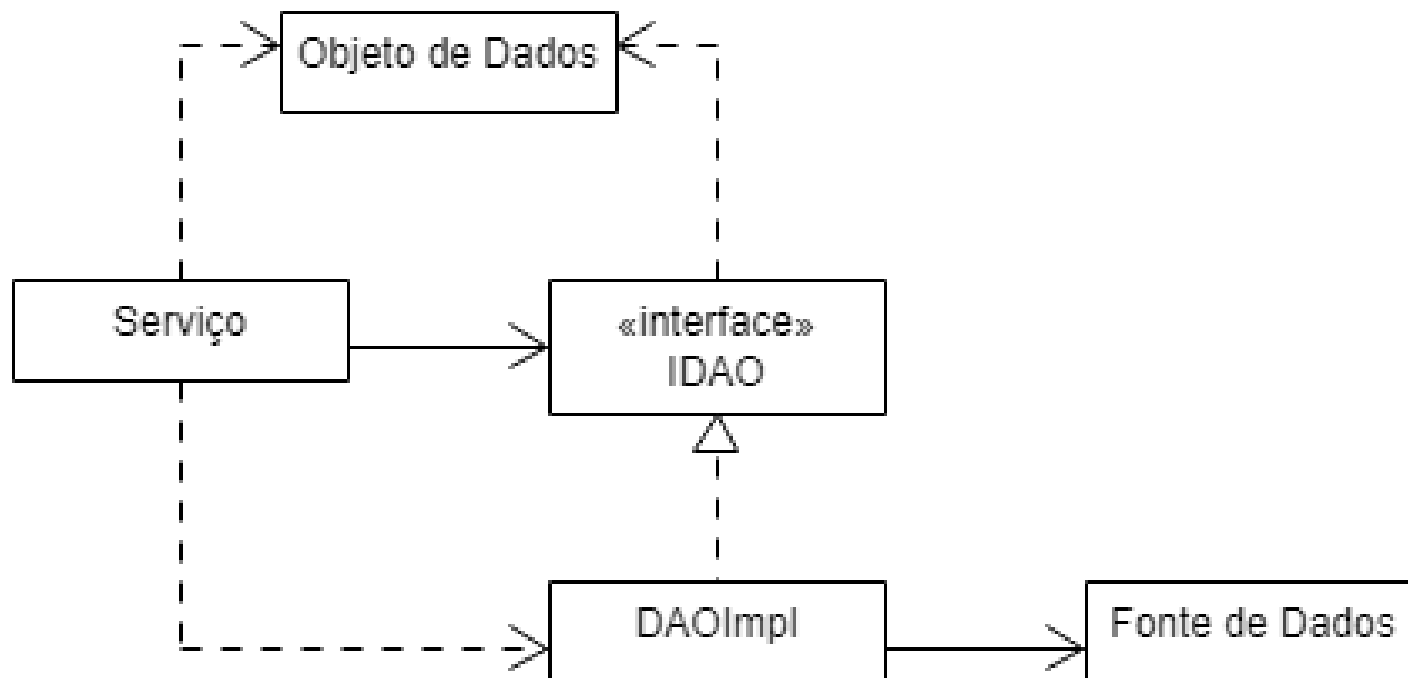 Objeto de Dados
Serviço
«interface»
IDAO
DAOImpl
Fonte de Dados